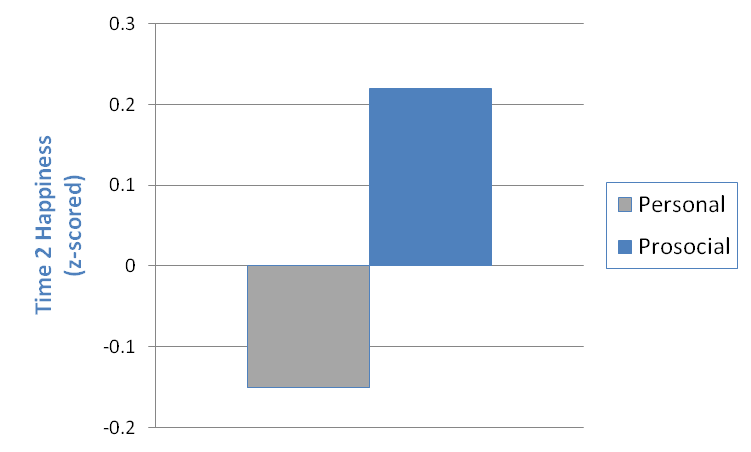 0.3
0.2
0.1
0
-0.1
-0.2
Time 2 Happiness
(z-scored)
Personal
Prosocial